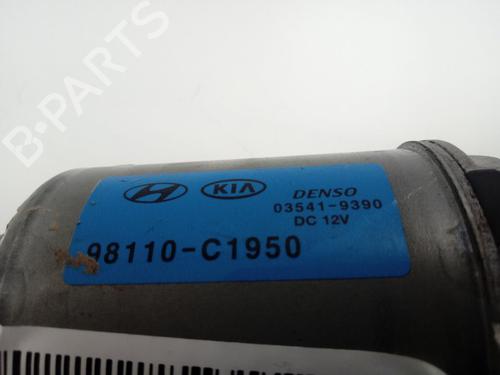 B-PARTS
KIA DENSO
03541-9390
DC 12V
98110-C1950